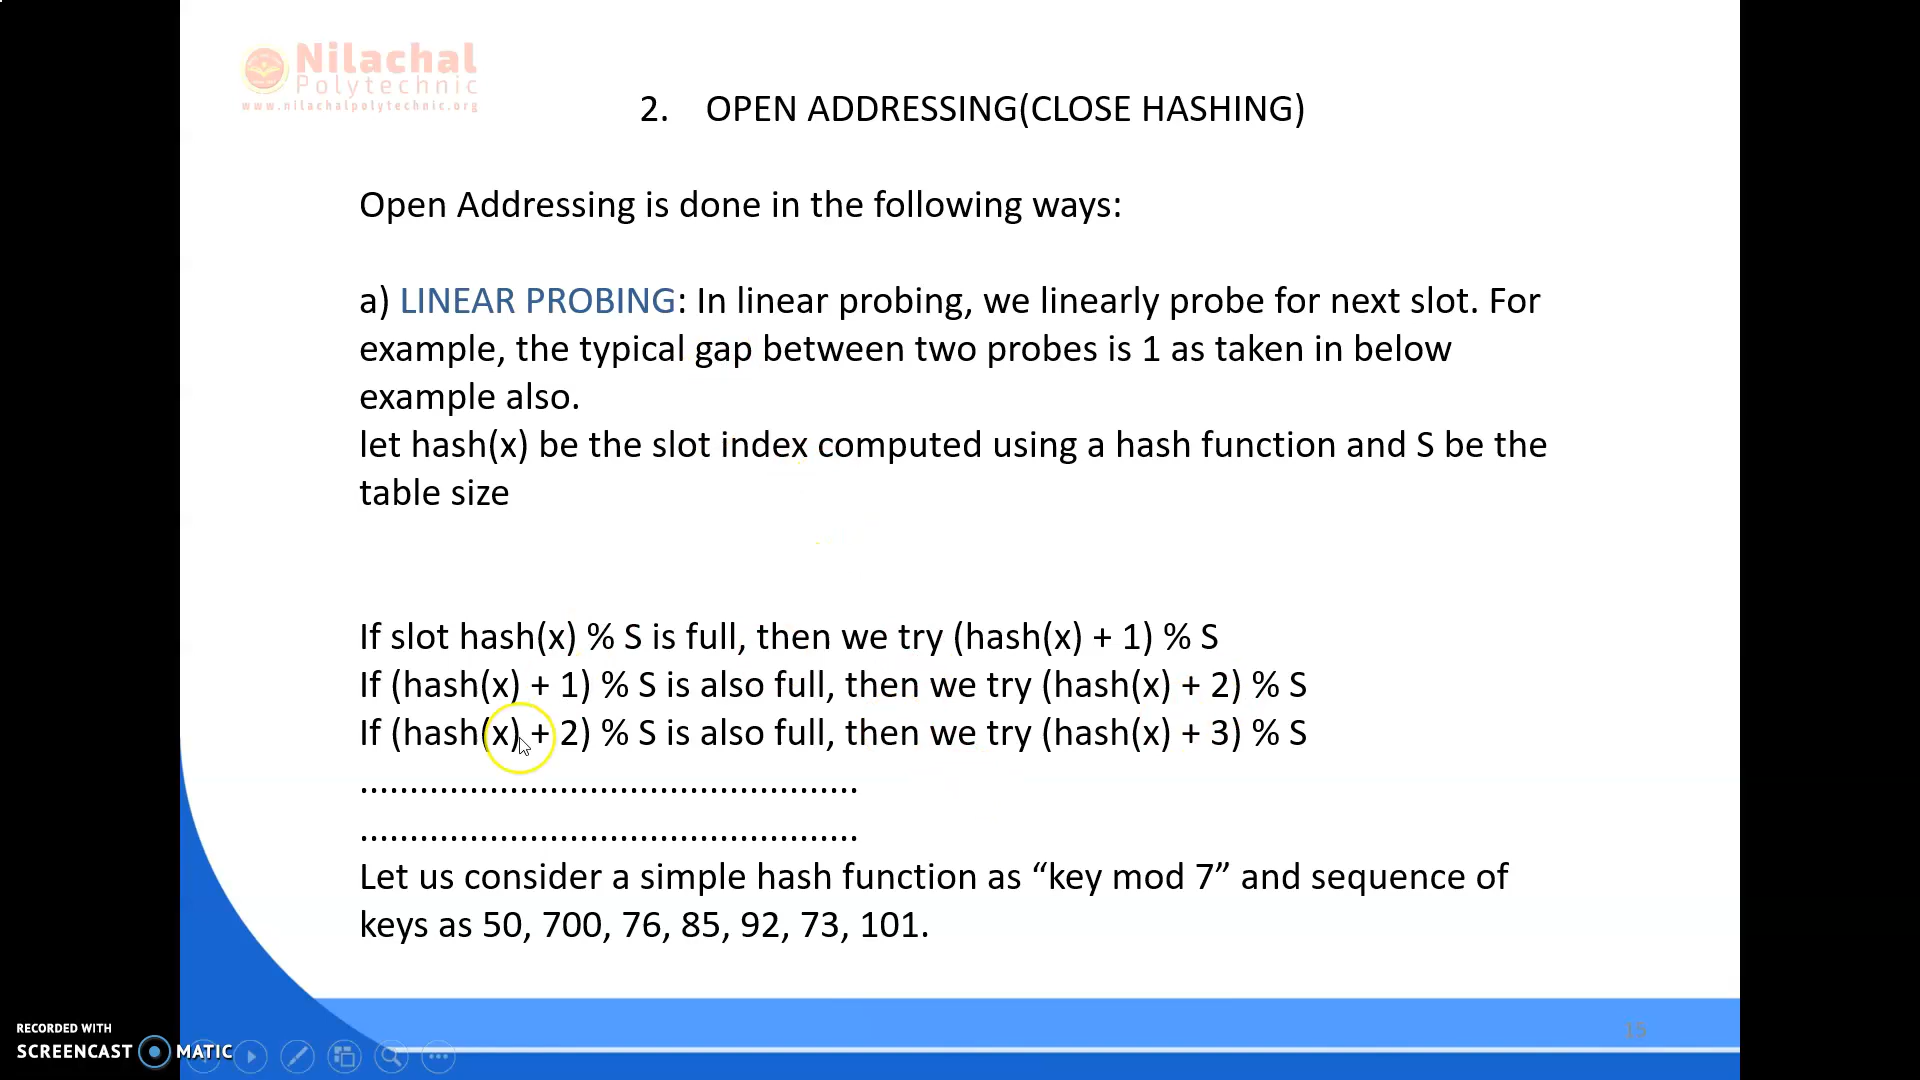 Nilachal
Polytechnic
www.nilachalpolytechnic.org
2. OPEN ADDRESSING(CLOSE HASHING)
Open Addressing is done in the following ways:
a) LINEAR PROBING: In linear probing, we linearly probe for next slot. For
example, the typical gap between two probes is 1 as taken in below
example also.
let hash(x) be the slot index computed using a hash function and S be the
table size
If slot hash(x) % S is full, then we try (hash(x) + 1) % S
If (hash(x) + 1) % S is also full, then we try (hash(x) + 2) % S
If (hash(x) + 2) % S is also full, then we try (hash(x) + 3) % S
..................................................
..................................................
Let us consider a simple hash function as “key mod 7” and sequence of
keys as 50, 700, 76, 85, 92, 73, 101.
15
RECORDED WITH
SCREENCAST MATIC